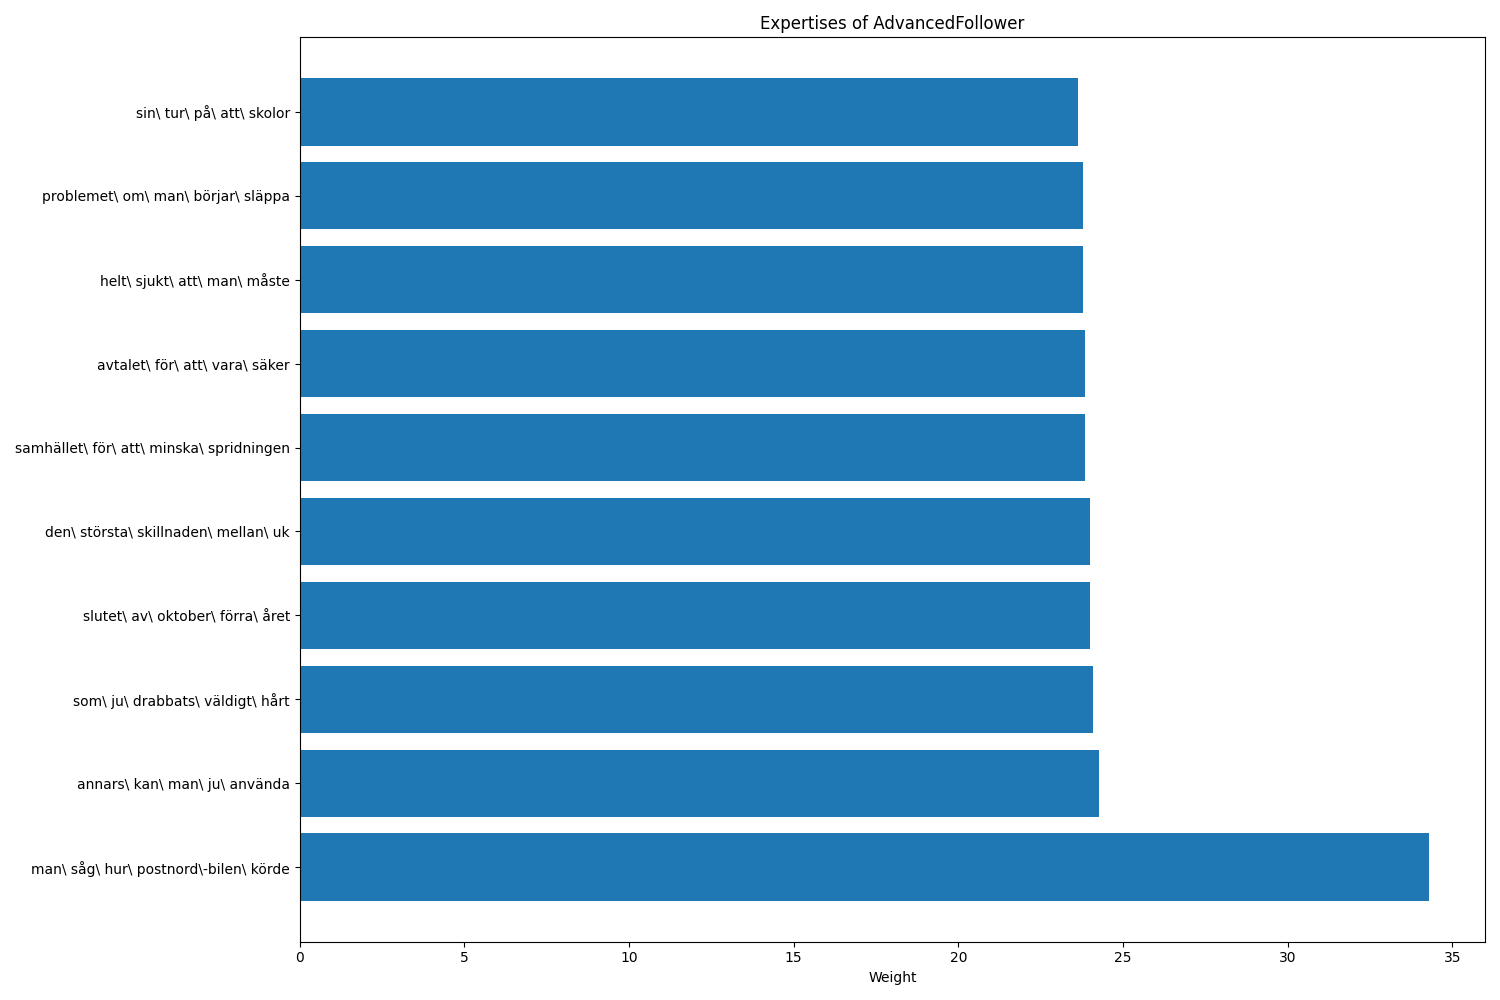 Expertises of AdvancedFollower
sin\ tur\ på\ att\ skolor
problemet\ om\ man\ börjar\ släppa
helt\ sjukt\ att\ man\ måste
avtalet\ för\ att\ vara\ säker
samhället\ för\ att\ minska\ spridningen
den\ största\ skillnaden\ mellan\ uk
slutet\ av\ oktober\ förra\ året
som\ ju\ drabbats\ väldigt\ hårt
annars\ kan\ man\ ju\ använda
man\ såg\ hur\ postnord\-bilen\ körde
0 5 10 15 20 25 30 35
Weight